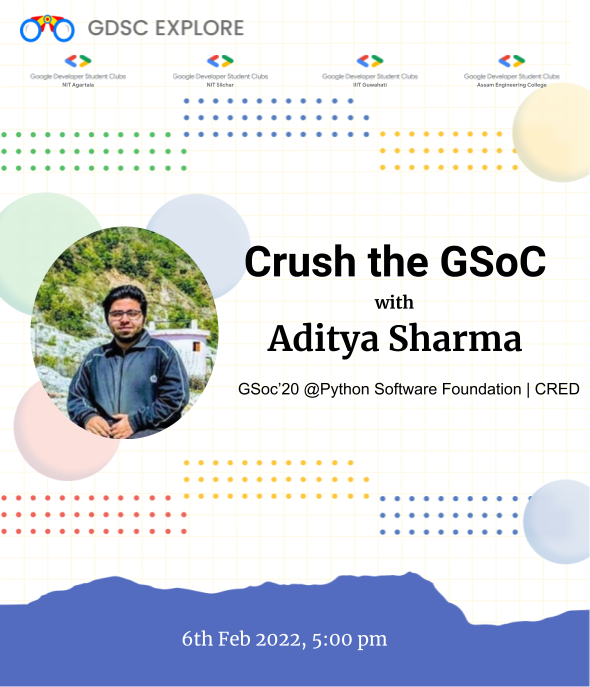 GDSC EXPLORE
Google Developer Student Clubs
NIT Agartala
Google Developer Student Clubs
NIT Silchar
Google Developer Student Clubs
IIIT Guwahati
Google Developer Student Clubs
Assam Engineering College
Crush the GSoC
with
Aditya Sharma
GSoc'20 @Python Software Foundation | CRED
6th Feb 2022, 5:00 pm